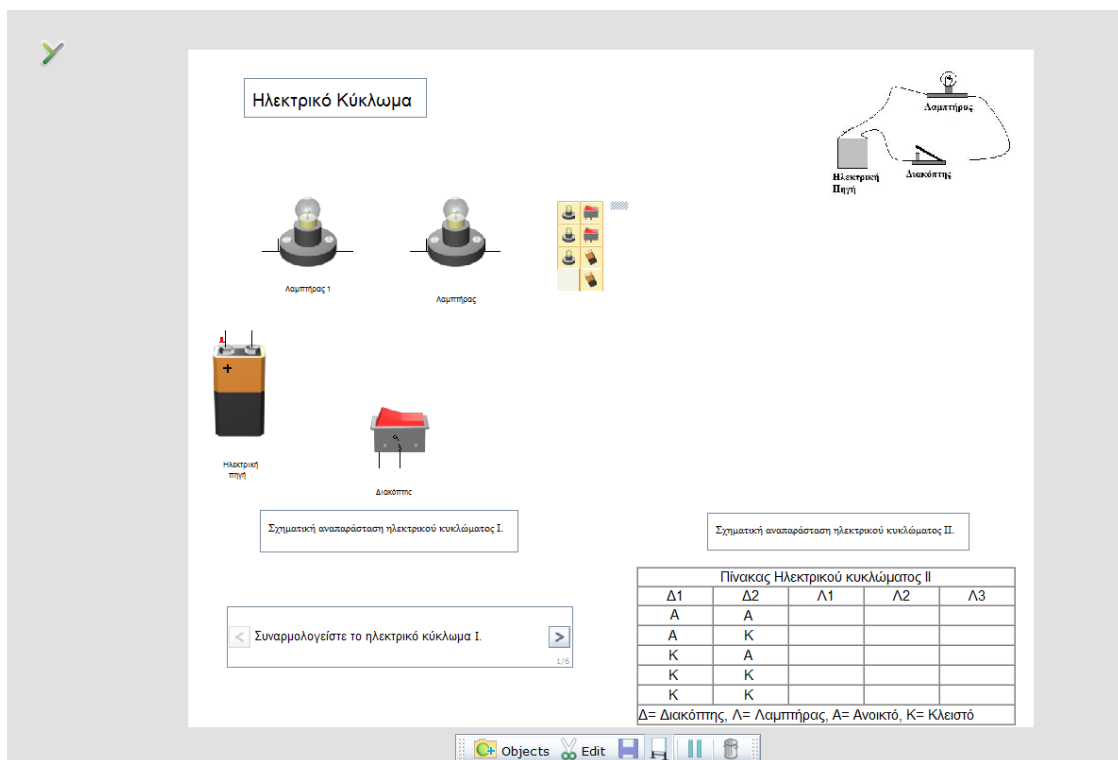 Ηλεκτρικό Κύκλωμα
Λαμπτήρας
Ηλεκτρική
Πηγή
Διακόπτης
Λαμπτήρας 1
Λαμπτήρας
+
Ηλεκτρική
πηγή
Διακόπτης
Σχηματική αναπαράσταση ηλεκτρικού κυκλώματος Ι.
Σχηματική αναπαράσταση ηλεκτρικού κυκλώματος ΙΙ.
< Συναρμολογείστε το ηλεκτρικό κύκλωμα Ι. >
1/6
Πίνακας Ηλεκτρικού κυκλώματος ΙΙ
Δ1 Δ2 Λ1 Λ2 Λ3
Α Α
Α Κ
Κ Α
Κ Κ
Κ Κ
Δ= Διακόπτης, Λ= Λαμπτήρας, Α= Ανοικτό, Κ= Κλειστό
Objects Edit